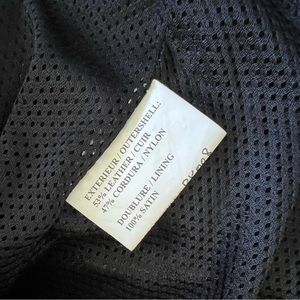 EXTERIEUR / OUTERSHELL:
53% LEATHER / CUIR
47% CORDURA / NYLON
DOUBLURE / LINING
100% SATIN